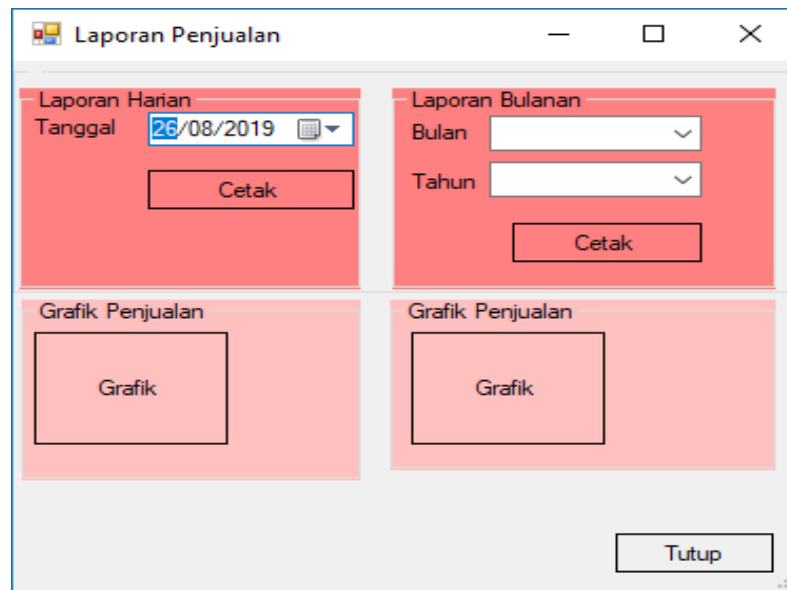 Laporan Penjualan
Laporan Harian
Tanggal 26/08/2019
Cetak
Laporan Bulanan
Bulan
Tahun
Cetak
Grafik Penjualan
Grafik
Grafik Penjualan
Grafik
Tutup